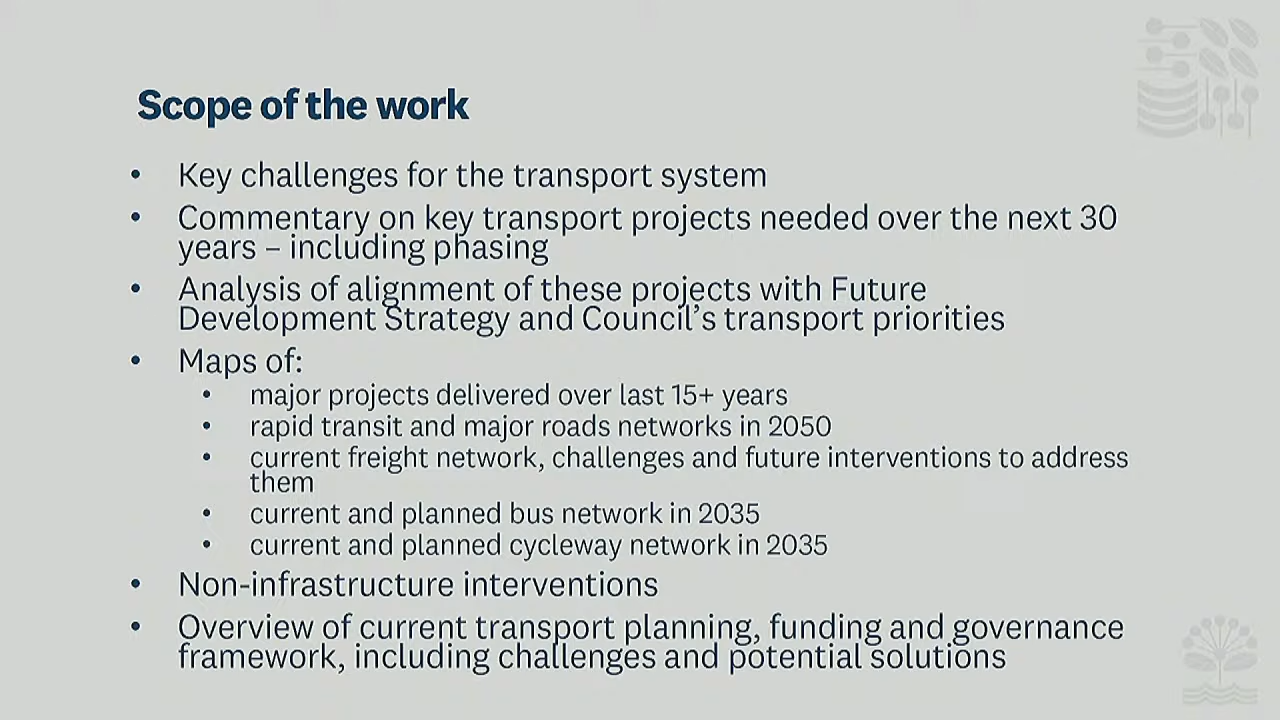 Scope of the work
• Key challenges for the transport system
• Commentary on key transport projects needed over the next 30
years – including phasing
• Analysis of alignment of these projects with Future
Development Strategy and Council’s transport priorities
• Maps of:
• major projects delivered over last 15+ years
• rapid transit and major roads networks in 2050
• current freight network, challenges and future interventions to address
them
• current and planned bus network in 2035
• current and planned cycleway network in 2035
• Non-infrastructure interventions
• Overview of current transport planning, funding and governance
framework, including challenges and potential solutions